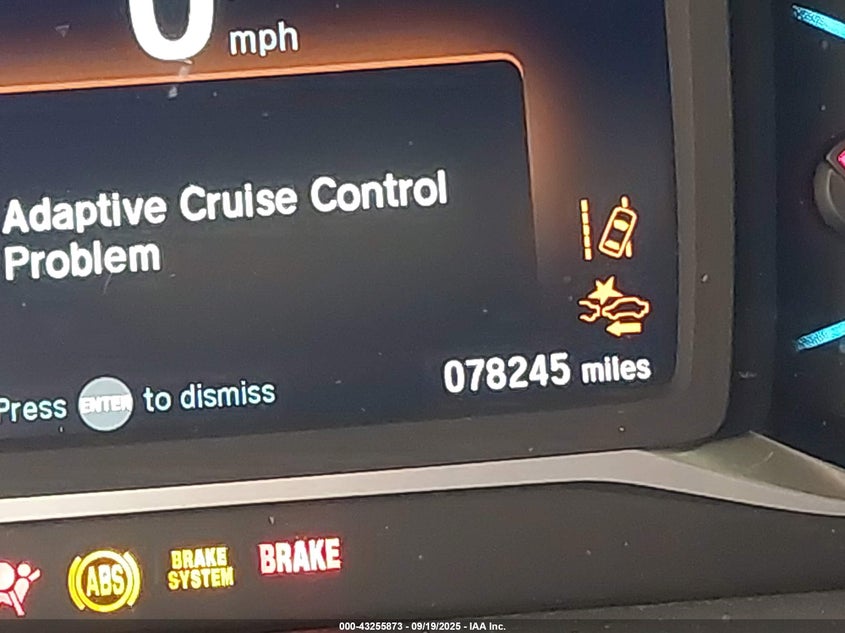 0 mph
Adaptive Cruise Control
Problem
078245 miles
Press ENTER to dismiss
ABS
BRAKE
SYSTEM
BRAKE
000-43255873 - 09/19/2025 - IAA Inc.